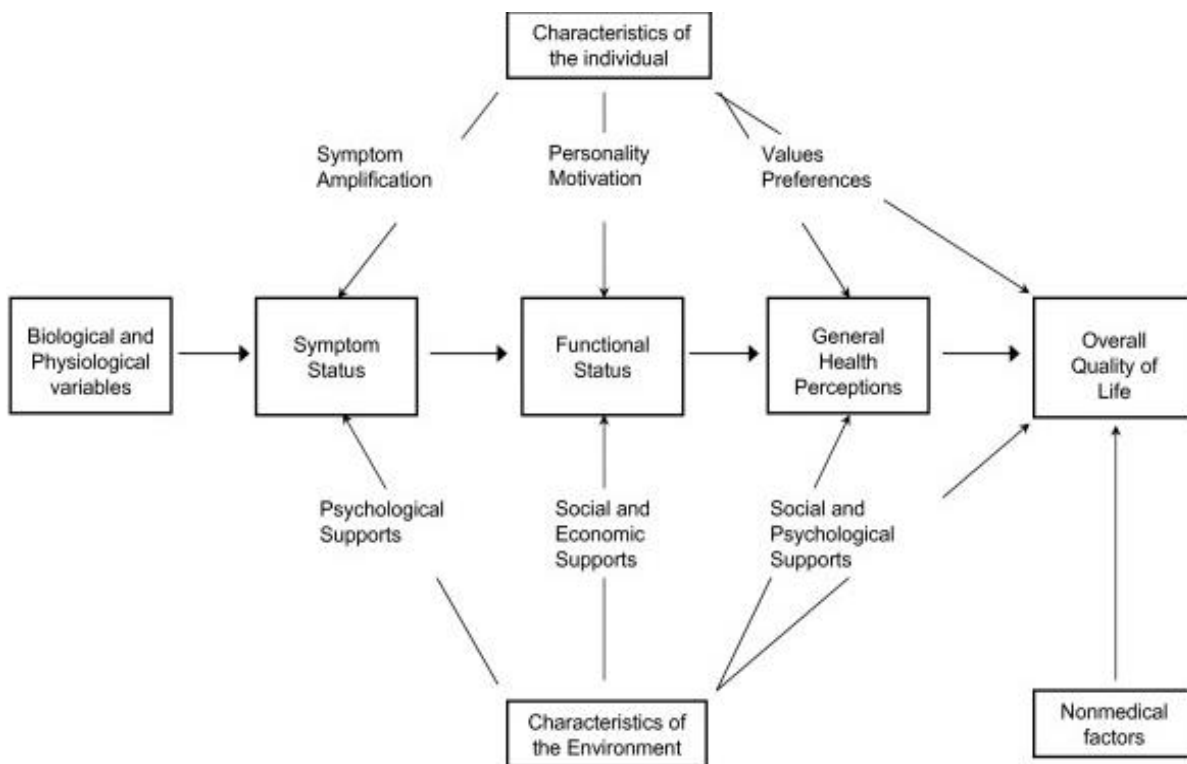 Characteristics of
the individual
Symptom
Amplification
Personality
Motivation
Values
Preferences
Biological and
Physiological
variables
Symptom
Status
Functional
Status
General
Health
Perceptions
Overall
Quality of
Life
Psychological
Supports
Social and
Economic
Supports
Social and
Psychological
Supports
Characteristics of
the Environment
Nonmedical
factors